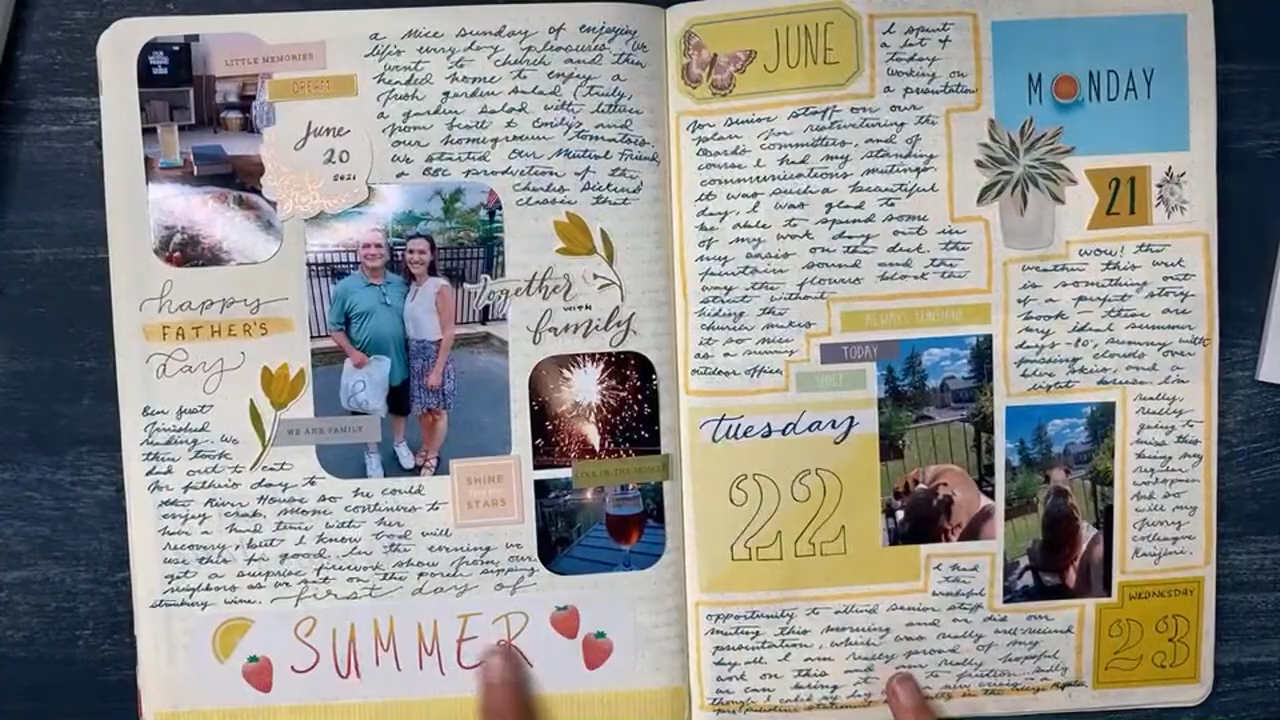 LITTLE MEMORIES
DREAM
June
20
2021
a nice sunday of enjoying
life's every day pleasures. We
went to church and then
headed home to enjoy a
fresh garden salad (truly,
a garden salad with lettuce
from Scott & Emily's and
our homegrown tomatoes.
We started Our Mutual Friend,
a BBC production of the
Charles Dickens
classic that
happy
FATHER'S
day
together
WITH
family
WE ARE FAMILY
SHINE
STARS
Ben just
finished
reading. We
then took
dad out to eat
for father's day to
the River House so he could
enjoy crab. Mom continues to
have a hard time with her
recovery, but I know God will
use this for good. In the evening we
got a surprise firework show from our
neighbors as we sat on the porch sipping
strawberry wine.
first day of
SUMMER
JUNE
I spent
a lot of
today
working on
a presentation
for senior staff on our
plan for restructuring the
Board's committees, and of
course I had my standing
communications meetings.
It was such a beautiful
day, I was glad to
be able to spend some
of my work day out in
my oasis on the deck. The
fountain sound and the
way the flowers block the
street without
hiding the
church makes
it so nice
as a sunny
outdoor office.
MONDAY
21
ALWAYS SUNSHINE
TODAY
wow! the
weather this week
is something out
of a perfect story
book - these are
my ideal summer
days - 80°, sunny with
passing clouds over
blue skies, and a
light breeze. I'm
really,
really
going to
miss this
being my
regular
workspace
And so
will my
furry
colleague
tuesday
22
I had
the
wonderful
opportunity to attend senior staff
meeting this morning and so did our
presentation, which was really well-received
by all. I am really proud of my
work on this and am really hopeful
we can bring it to fruition. Sadly
WEDNESDAY
23